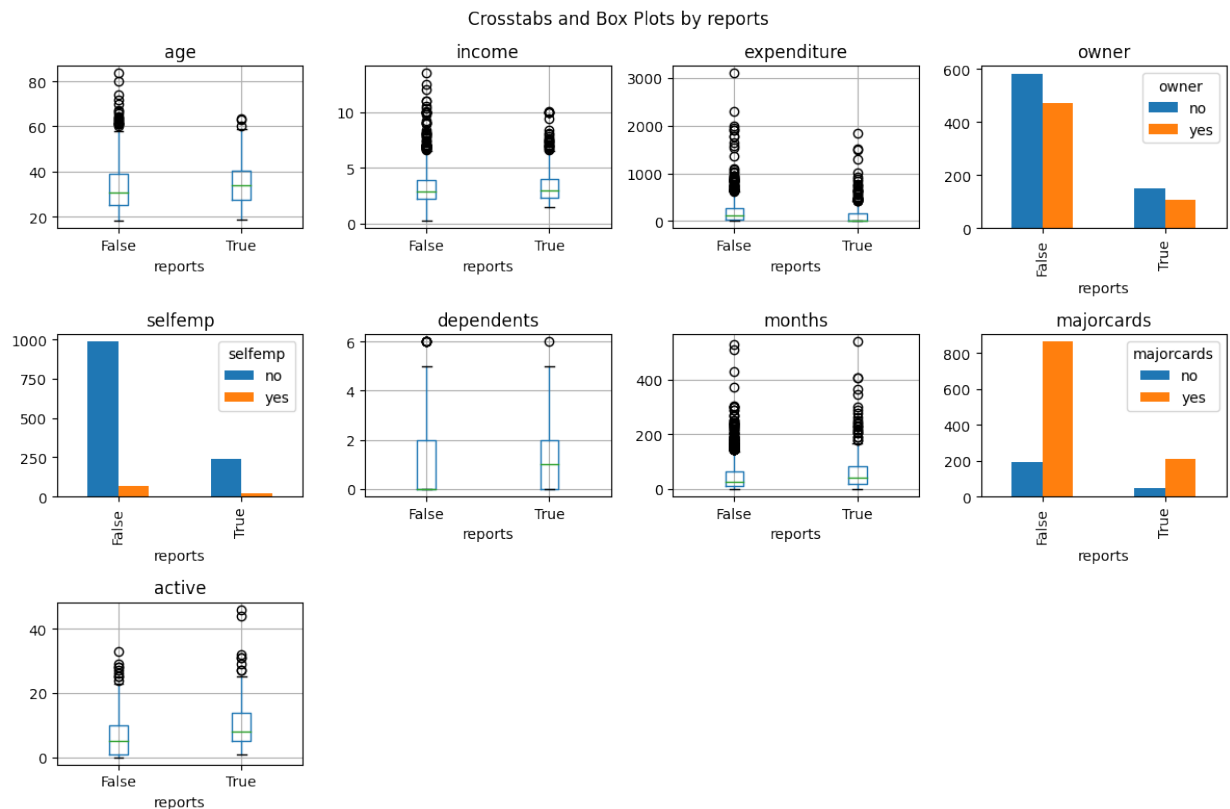 Crosstabs and Box Plots by reports
age
80
60
40
20
False
True
reports
income
10
5
0
False
True
reports
expenditure
3000
2000
1000
0
False
True
reports
owner
600
400
200
0
owner
no
yes
False
True
reports
selfemp
1000
750
500
250
0
selfemp
no
yes
False
True
reports
dependents
6
4
2
0
False
True
reports
months
400
200
0
False
True
reports
majorcards
800
600
400
200
0
majorcards
no
yes
False
True
reports
active
40
20
0
False
True
reports